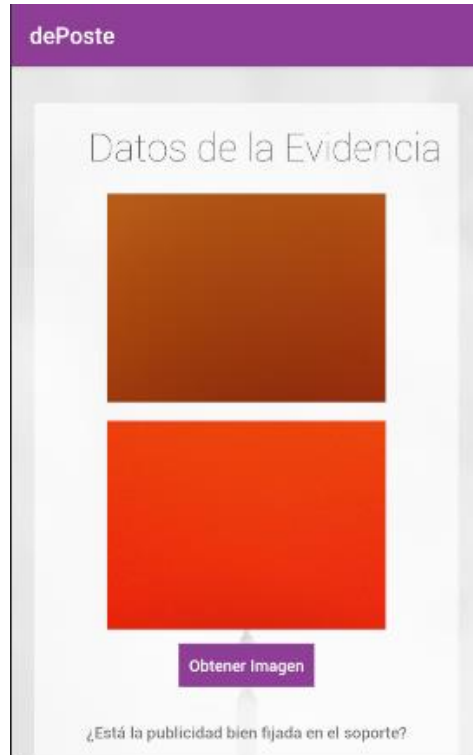 dePoste
Datos de la Evidencia
Obtener Imagen
¿Está la publicidad bien fijada en el soporte?